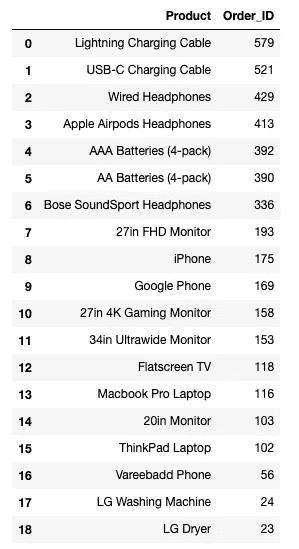 Product Order_ID
0 Lightning Charging Cable 579
1 USB-C Charging Cable 521
2 Wired Headphones 429
3 Apple Airpods Headphones 413
4 AAA Batteries (4-pack) 392
5 AA Batteries (4-pack) 390
6 Bose SoundSport Headphones 336
7 27in FHD Monitor 193
8 iPhone 175
9 Google Phone 169
10 27in 4K Gaming Monitor 158
11 34in Ultrawide Monitor 153
12 Flatscreen TV 118
13 Macbook Pro Laptop 116
14 20in Monitor 103
15 ThinkPad Laptop 102
16 Vareebadd Phone 56
17 LG Washing Machine 24
18 LG Dryer 23